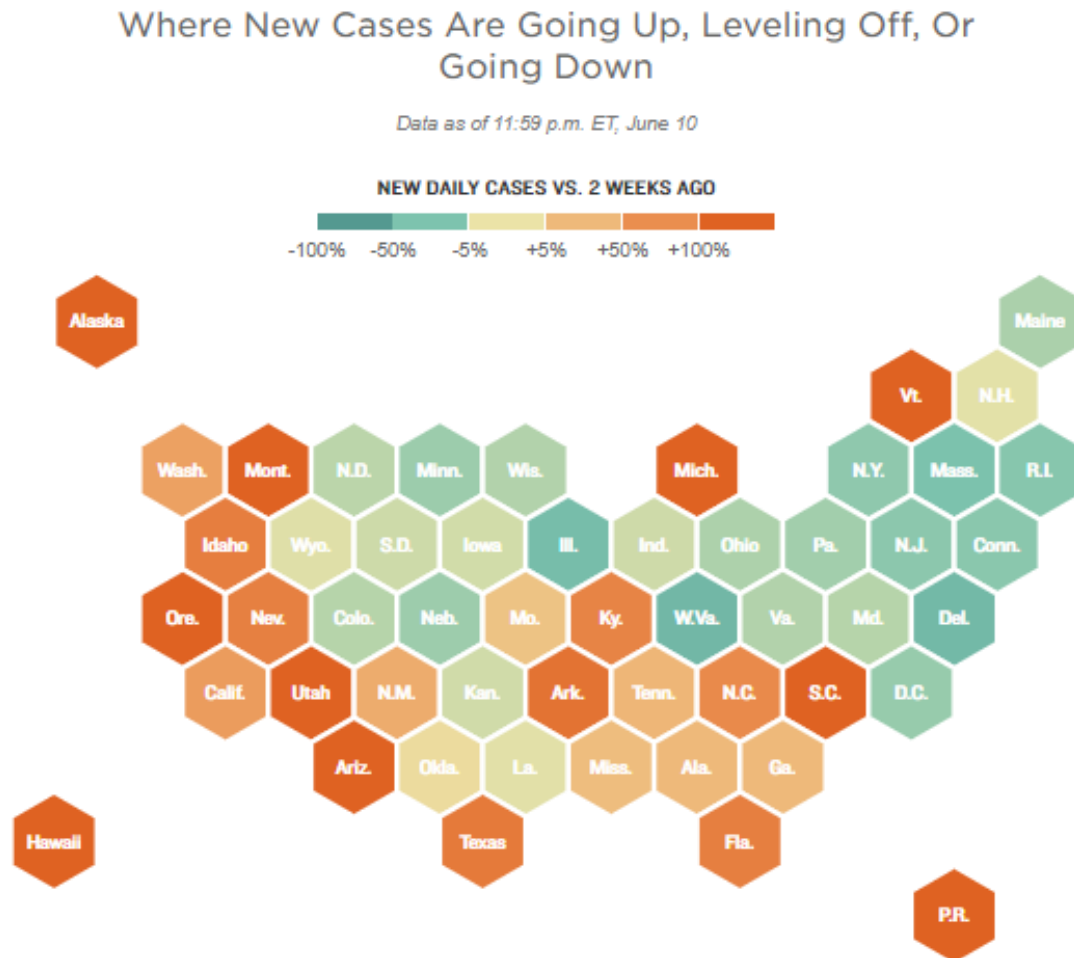 Where New Cases Are Going Up, Leveling Off, Or
Going Down
Data as of 11:59 p.m. ET, June 10
NEW DAILY CASES VS. 2 WEEKS AGO
-100% -50% -5% +5% +50% +100%
Alaska Maine
Vt. N.H.
Wash. Mont. N.D. Minn. Wis. Mich. N.Y. Mass. R.I.
Idaho Wyo. S.D. Iowa Ill. Ind. Ohio Pa. N.J. Conn.
Ore. Nev. Colo. Neb. Mo. Ky. W.Va. Va. Md. Del.
Calif. Utah N.M. Kan. Ark. Tenn. N.C. S.C. D.C.
Ariz. Okla. La. Miss. Ala. Ga.
Hawaii Texas Fla.
P.R.